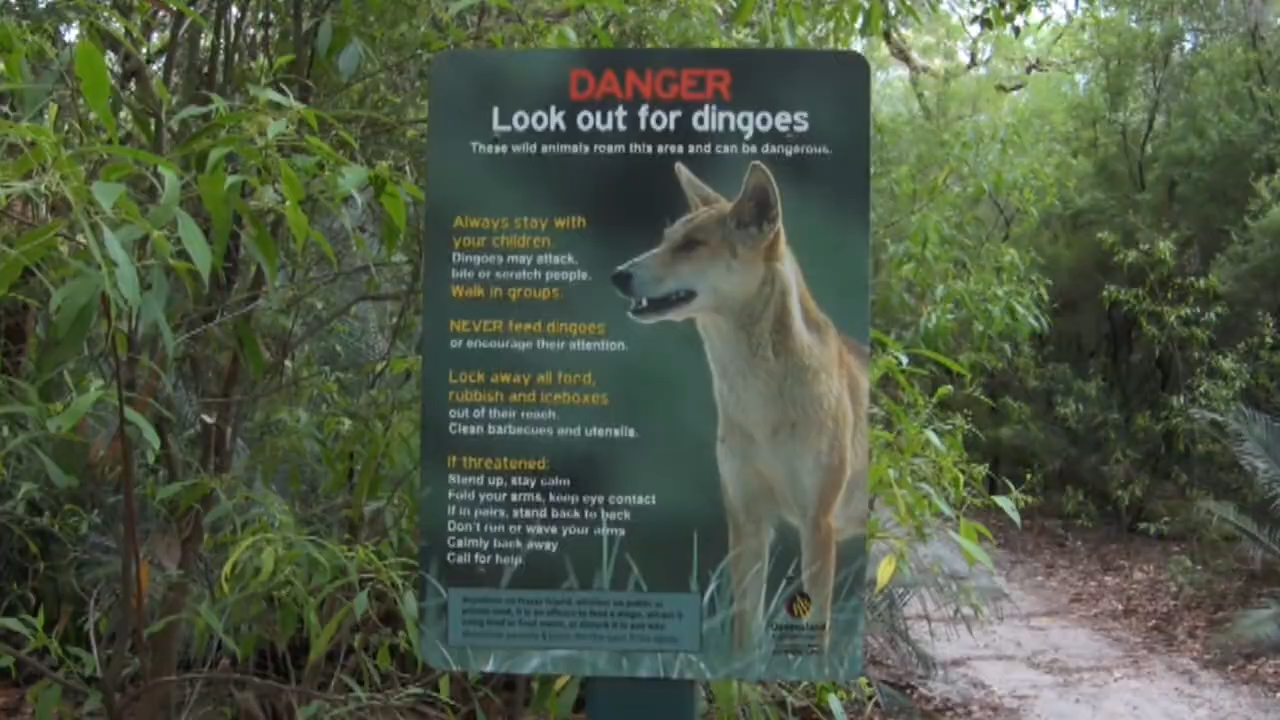 DANGER
Look out for dingoes
These wild animals roam this area and can be dangerous.
Always stay with
your children.
Dingoes may attack,
bite or scratch people.
Walk in groups.
NEVER feed dingoes
or encourage their attention.
Lock away all food,
rubbish and iceboxes
out of their reach.
Clean barbecues and utensils.
If threatened:
Stand up, stay calm
Fold your arms, keep eye contact
If in pairs, stand back to back
Don't run or wave your arms
Calmly back away
Call for help.
Queensland